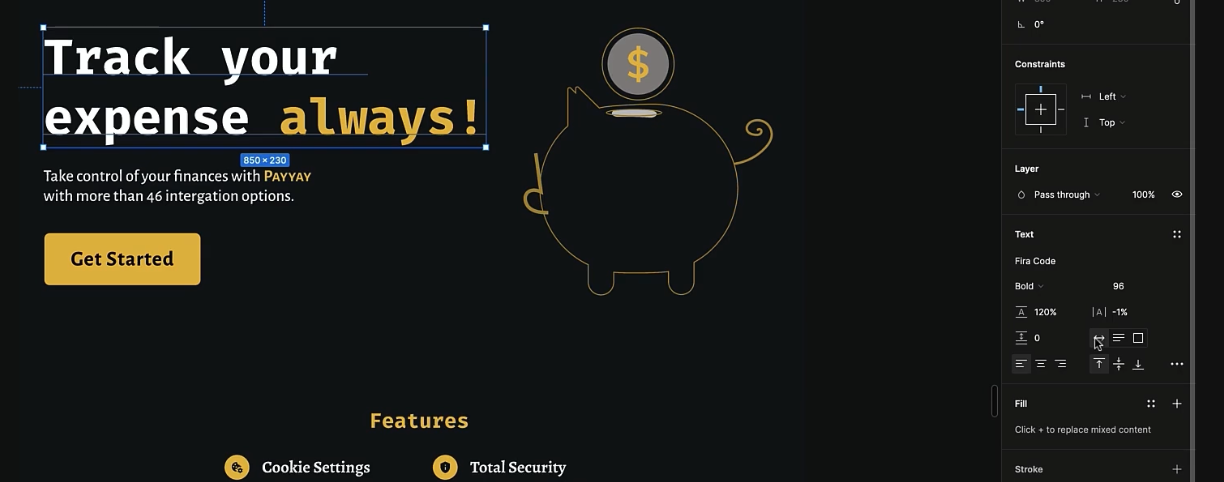 0°
Constraints
Left
Top
Layer
Pass through
100%
Text
Fira Code
Bold
96
120%
|A| -1%
0
Fill
Click + to replace mixed content
Stroke
$
Track your
expense always!
850 × 230
Take control of your finances with PAYYAY
with more than 46 intergation options.
Get Started
Features
Cookie Settings
Total Security